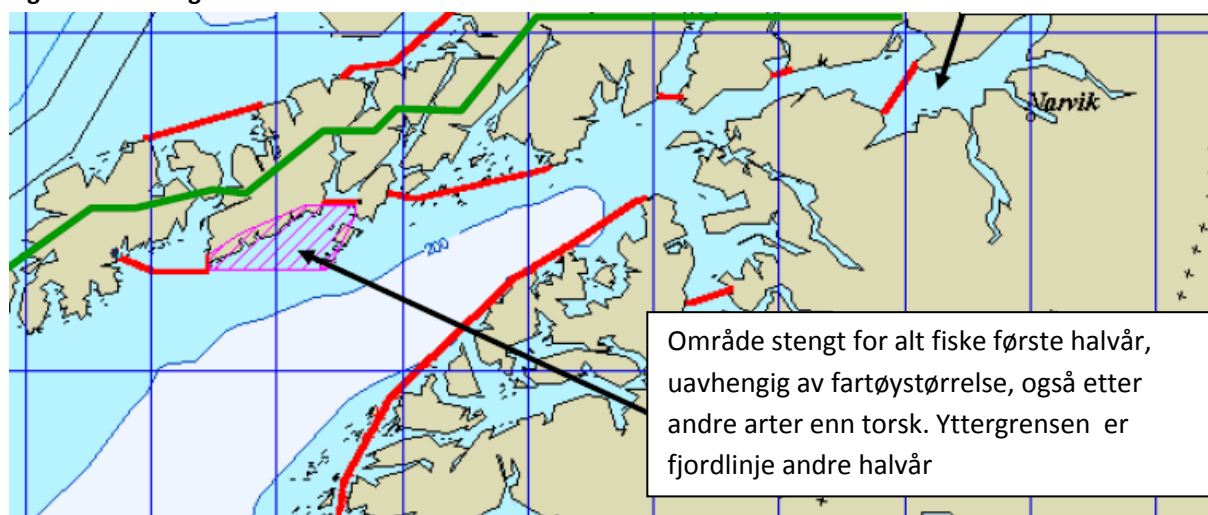 Narvik
200
Område stengt for alt fiske første halvår,
uavhengig av fartøystørrelse, også etter
andre arter enn torsk. Yttergrensen er
fjordlinje andre halvår